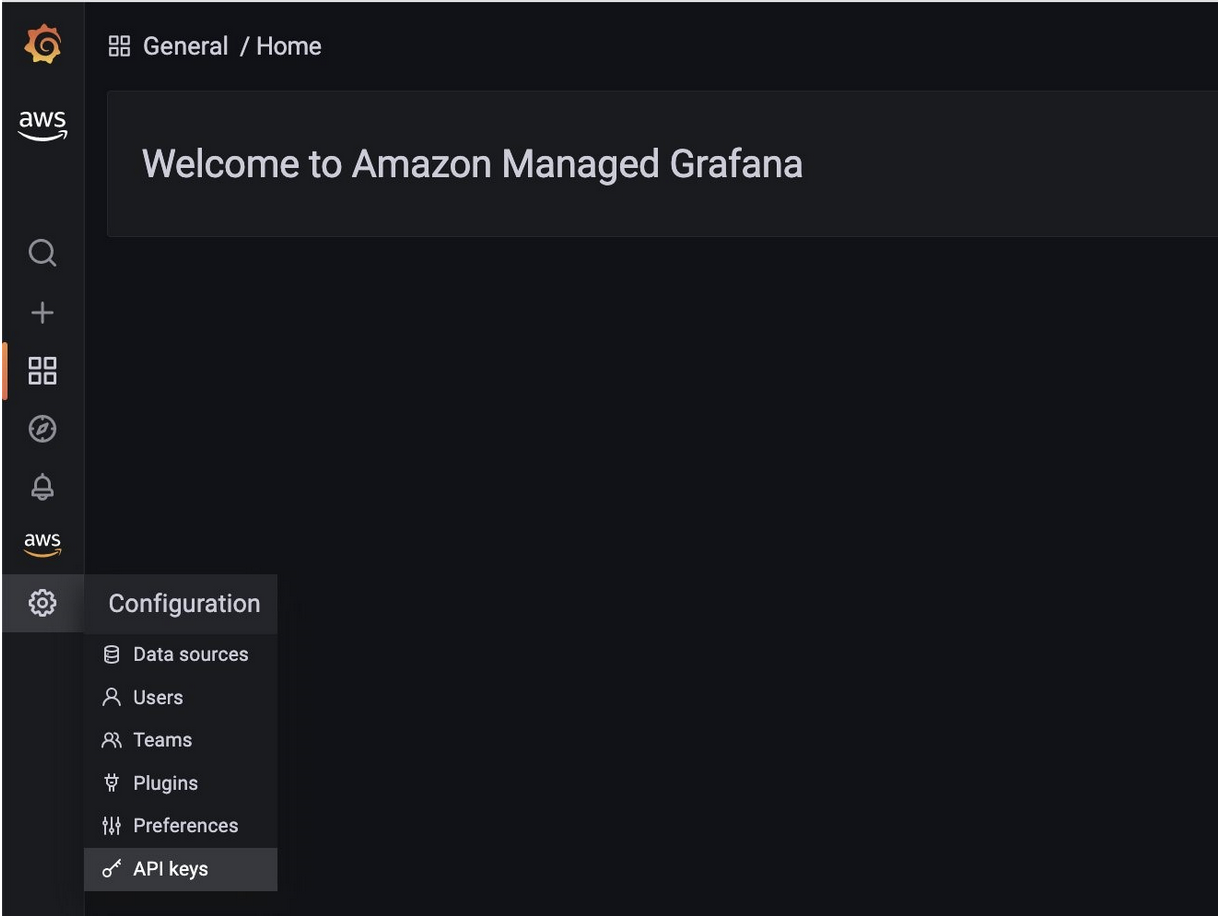 General / Home
aws
Welcome to Amazon Managed Grafana
aws
Configuration
Data sources
Users
Teams
Plugins
Preferences
API keys